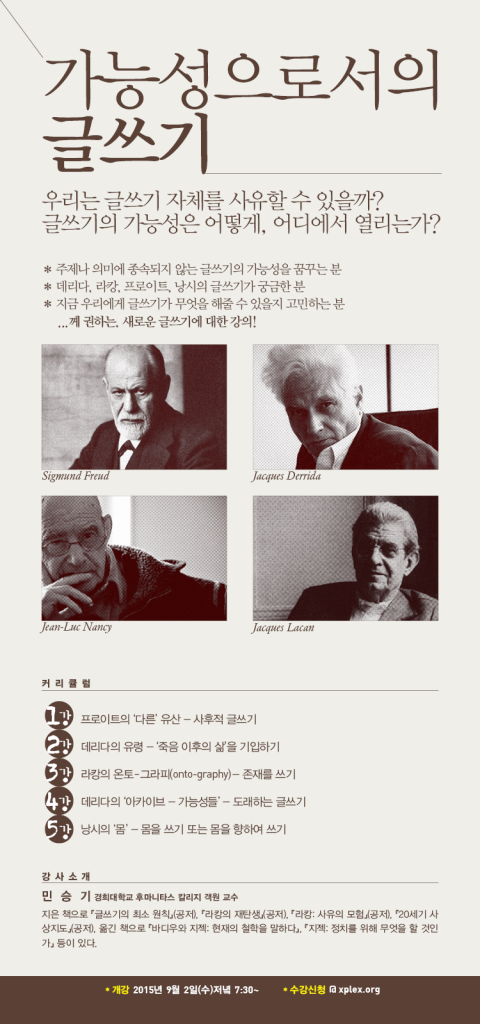 가능성으로서의
글쓰기
우리는 글쓰기 자체를 사유할 수 있을까?
글쓰기의 가능성은 어떻게, 어디에서 열리는가?
* 주제나 의미에 종속되지 않는 글쓰기의 가능성을 꿈꾸는 분
* 데리다, 라캉, 프로이트, 낭시의 글쓰기가 궁금한 분
* 지금 우리에게 글쓰기가 무엇을 해줄 수 있을지 고민하는 분
...께 권하는, 새로운 글쓰기에 대한 강의!
Sigmund Freud
Jacques Derrida
Jean-Luc Nancy
Jacques Lacan
커리큘럼
1강 프로이트의 '다른' 유산 – 사후적 글쓰기
2강 데리다의 유령 – '죽음 이후의 삶'을 기입하기
3강 라캉의 온토-그라피(onto-graphy) – 존재를 쓰기
4강 데리다의 '아카이브 – 가능성들' – 도래하는 글쓰기
5강 낭시의 '몸' – 몸을 쓰기 또는 몸을 향하여 쓰기
강사소개
민 승 기 경희대학교 후마니타스 칼리지 객원 교수
지은 책으로 『글쓰기의 최소 원칙』(공저), 『라캉의 재탄생』(공저), 『라캉: 사유의 모험』(공저), 『20세기 사
상지도』(공저), 옮긴 책으로 『바디우와 지젝: 현재의 철학을 말하다』, 『지젝: 정치를 위해 무엇을 할 것인
가』 등이 있다.
* 개강 2015년 9월 2일(수)저녁 7:30~ * 수강신청 @ xplex.org